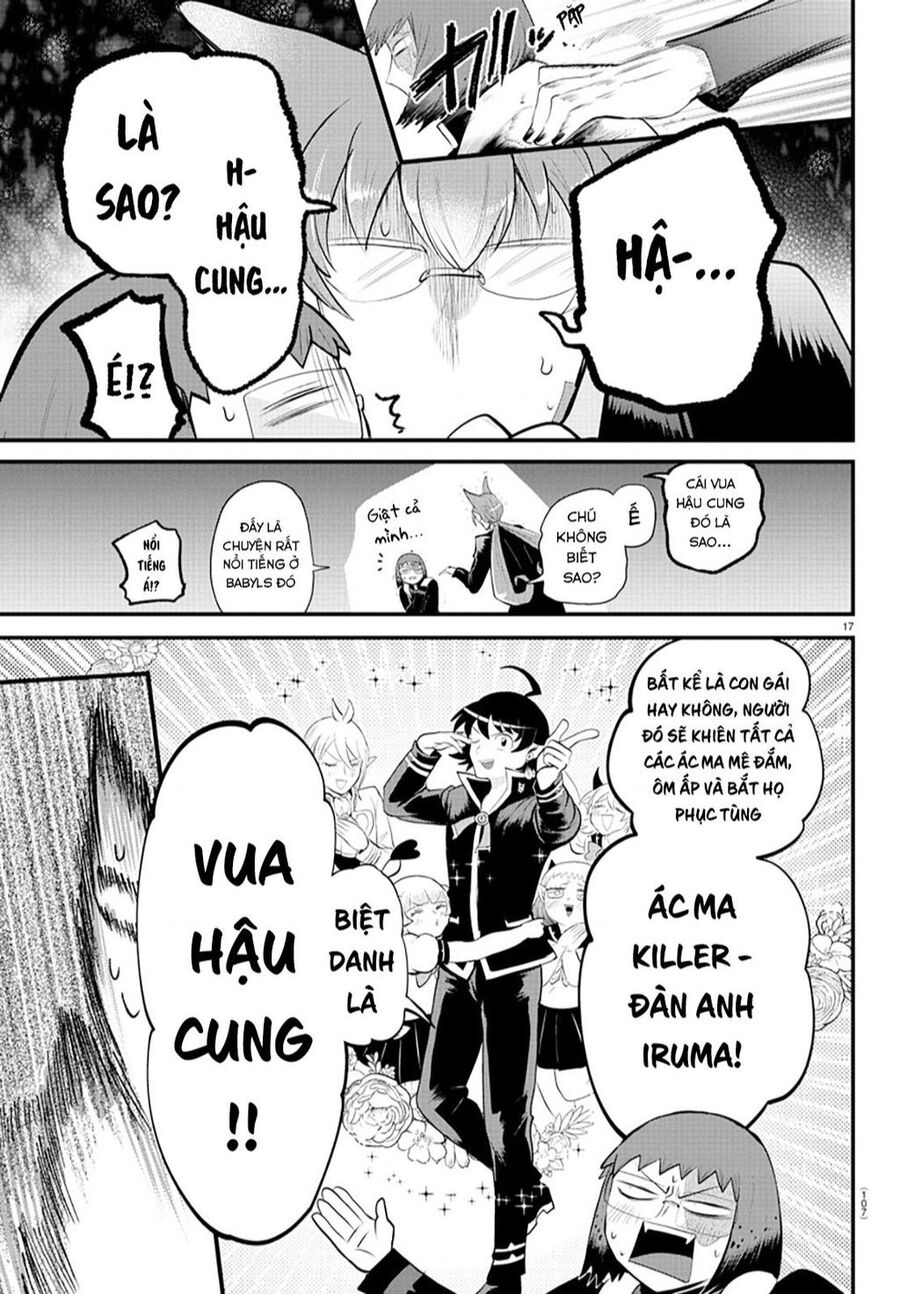 PẶP
ガバ
HẬ-...
H-
HẬU
CUNG...
LÀ
SAO?
É!?
CÁI VUA
HẬU CUNG
ĐÓ LÀ
SAO...
Ế
CHÚ
KHÔNG
BIẾT
SAO?
Giật cả
mình...
ĐẤY LÀ
CHUYỆN RẤT
NỔI TIẾNG Ở
BABYLS ĐÓ
NỔI
TIẾNG
Á!?
17
BẤT KỂ LÀ CON GÁI
HAY KHÔNG, NGƯỜI
ĐÓ SẼ KHIÊN TẤT CẢ
CÁC ÁC MA MÊ ĐẮM,
ÔM ẤP VÀ BẮT HỌ
PHỤC TÙNG
ÁC MA
KILLER -
ĐÀN ANH
IRUMA!
BIỆT
DANH
LÀ
VUA
HẬU
CUNG
!!
(107)